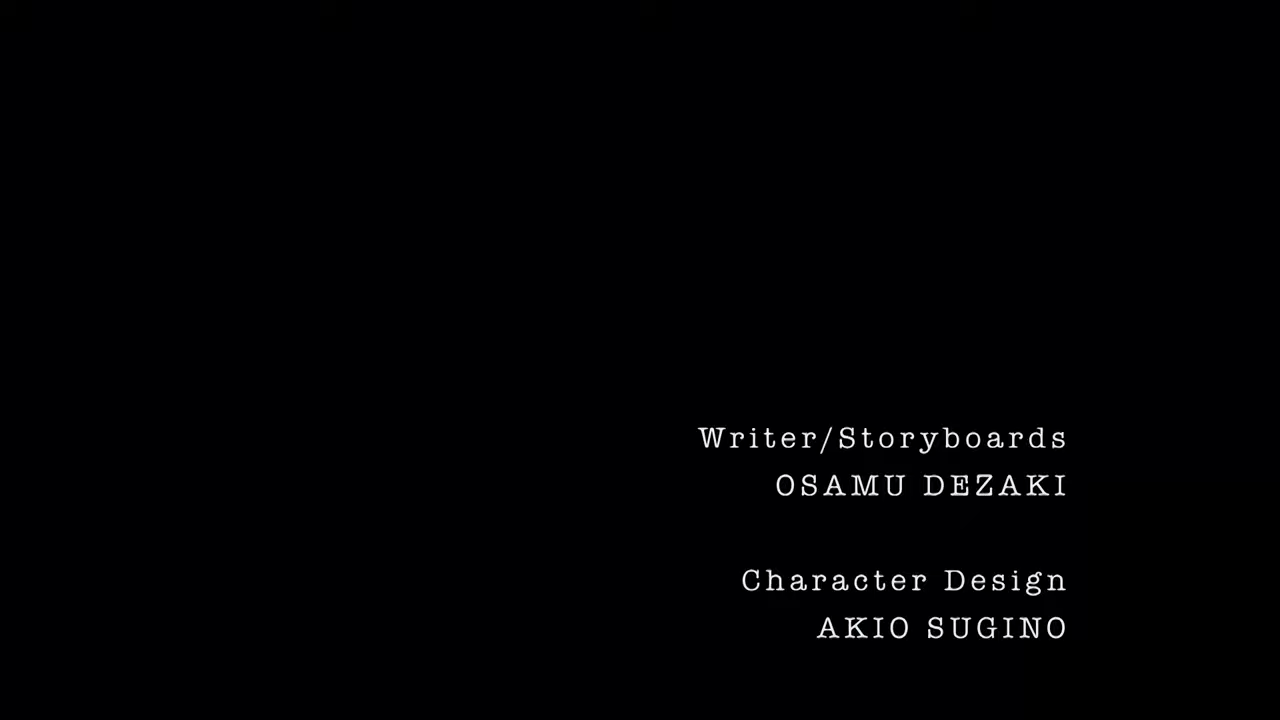 Writer/Storyboards
OSAMU DEZAKI
Character Design
AKIO SUGINO